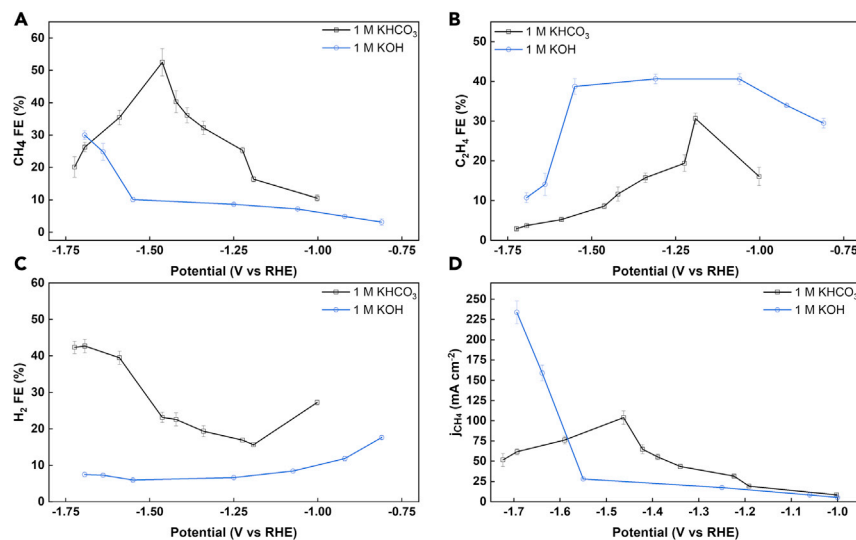 A
1 M KHCO₃
1 M KOH
CH₄ FE (%)
60
50
40
30
20
10
0
-1.75
-1.50
-1.25
-1.00
-0.75
Potential (V vs RHE)
B
1 M KHCO₃
1 M KOH
C₂H₄ FE (%)
50
40
30
20
10
0
-1.75
-1.50
-1.25
-1.00
-0.75
Potential (V vs RHE)
C
1 M KHCO₃
1 M KOH
H₂ FE (%)
60
50
40
30
20
10
0
-1.75
-1.50
-1.25
-1.00
-0.75
Potential (V vs RHE)
D
1 M KHCO₃
1 M KOH
jCH₄ (mA cm⁻²)
250
225
200
175
150
125
100
75
50
25
0
-1.7
-1.6
-1.5
-1.4
-1.3
-1.2
-1.1
-1.0
Potential (V vs RHE)